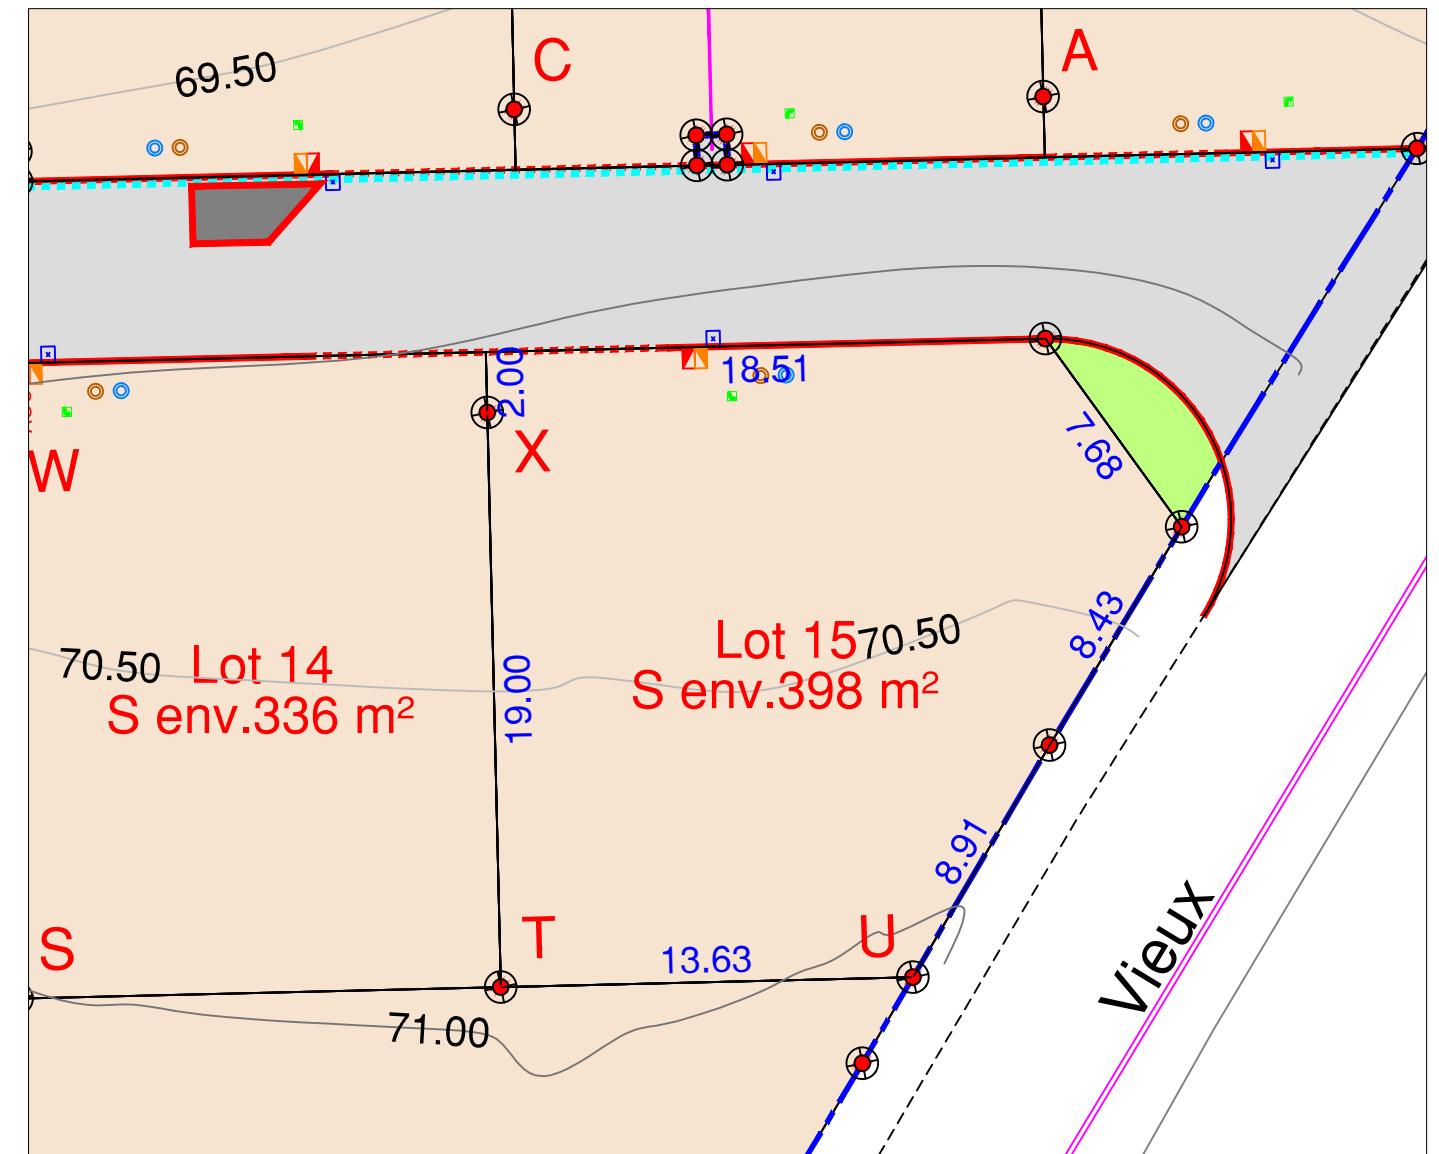 C
A
69.50
2.00
18.51
7.68
W
X
8.43
Lot 15
70.50
70.50
Lot 14
S env.398 m²
S env.336 m²
19.00
8.91
Vieux
S
T
U
13.63
71.00